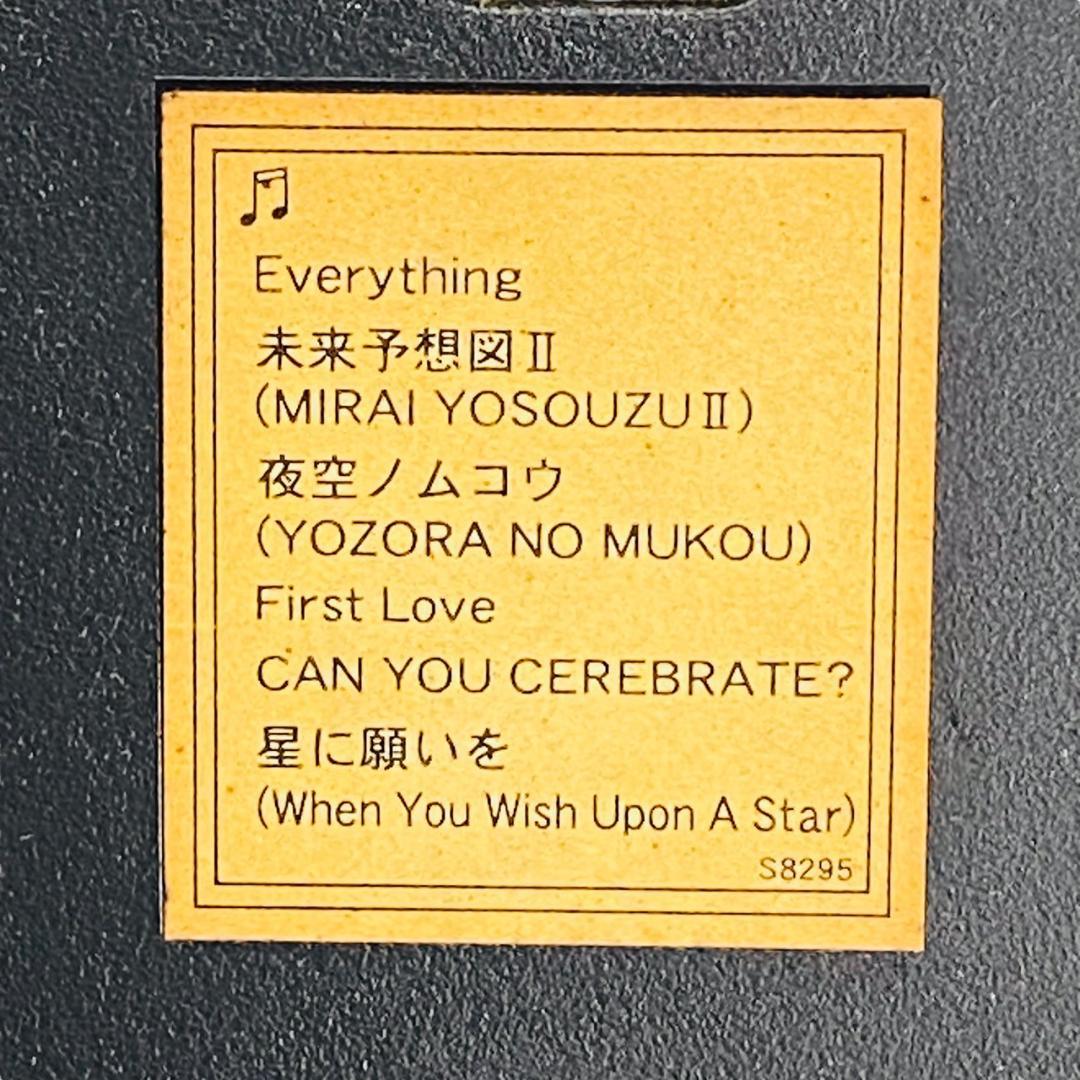 Everything
未来予想図Ⅱ
(MIRAI YOSOUZUⅡ)
夜空ノムコウ
(YOZORA NO MUKOU)
First Love
CAN YOU CEREBRATE?
星に願いを
(When You Wish Upon A Star)
S8295